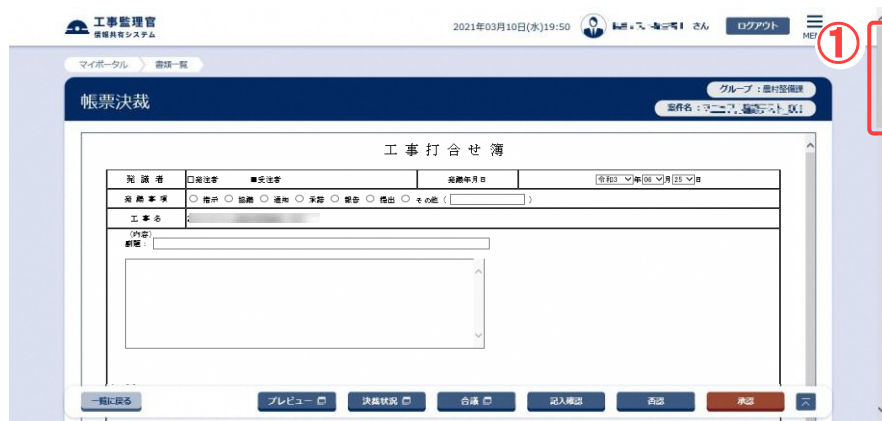 工事監理官
情報共有システム
2021年03月10日(水)19:50
さん
ログアウト
MEN
①
マイポータル 書類一覧
帳票決裁
グループ：農村整備課
案件名：
工事打合せ簿
発議者 □発注者 ■受注者 発議年月日 令和3 年 06 月 25 日
発議事項 ○ 指示 ○ 協議 ○ 通知 ○ 承諾 ○ 報告 ○ 提出 ○ その他 ( )
工事名
(内容)
副題：
一覧に戻る プレビュー 決裁状況 合議 記入確認 否認 承認